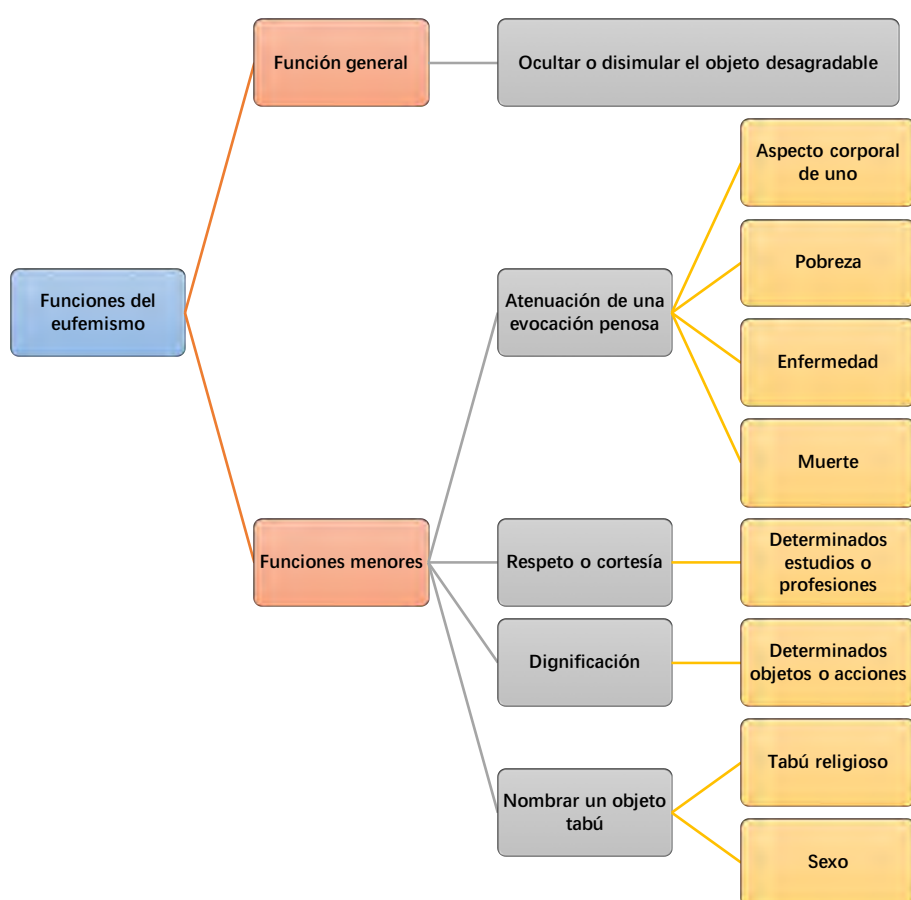 Función general
Ocultar o disimular el objeto desagradable
Aspecto corporal
de uno
Pobreza
Funciones del
eufemismo
Atenuación de una
evocación penosa
Enfermedad
Muerte
Funciones menores
Respeto o cortesía
Determinados
estudios o
profesiones
Dignificación
Determinados
objetos o acciones
Nombrar un objeto
tabú
Tabú religioso
Sexo